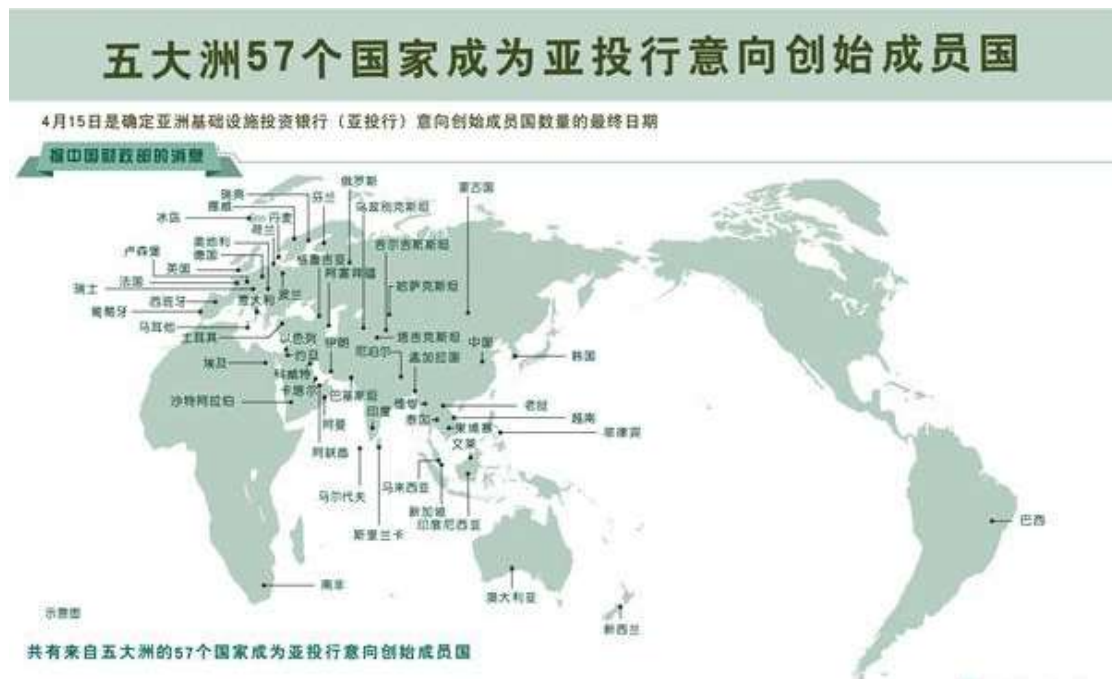 五大洲57个国家成为亚投行意向创始成员国
4月15日是确定亚洲基础设施投资银行（亚投行）意向创始成员国数量的最终日期
据中国财政部的消息
俄罗斯
蒙古国
瑞典
芬兰
挪威
乌兹别克斯坦
冰岛
丹麦
荷兰
奥地利
吉尔吉斯斯坦
卢森堡
德国
格鲁吉亚
英国
阿塞拜疆
法国
瑞士
哈萨克斯坦
西班牙
意大利
波兰
葡萄牙
马耳他
土耳其
以色列
伊朗
塔吉克斯坦
中国
约旦
尼泊尔
孟加拉国
韩国
埃及
科威特
卡塔尔
巴基斯坦
沙特阿拉伯
印度
缅甸
老挝
阿曼
泰国
越南
柬埔寨
菲律宾
文莱
阿联酋
马尔代夫
马来西亚
新加坡
印度尼西亚
斯里兰卡
巴西
南非
澳大利亚
新西兰
示意图
共有来自五大洲的57个国家成为亚投行意向创始成员国